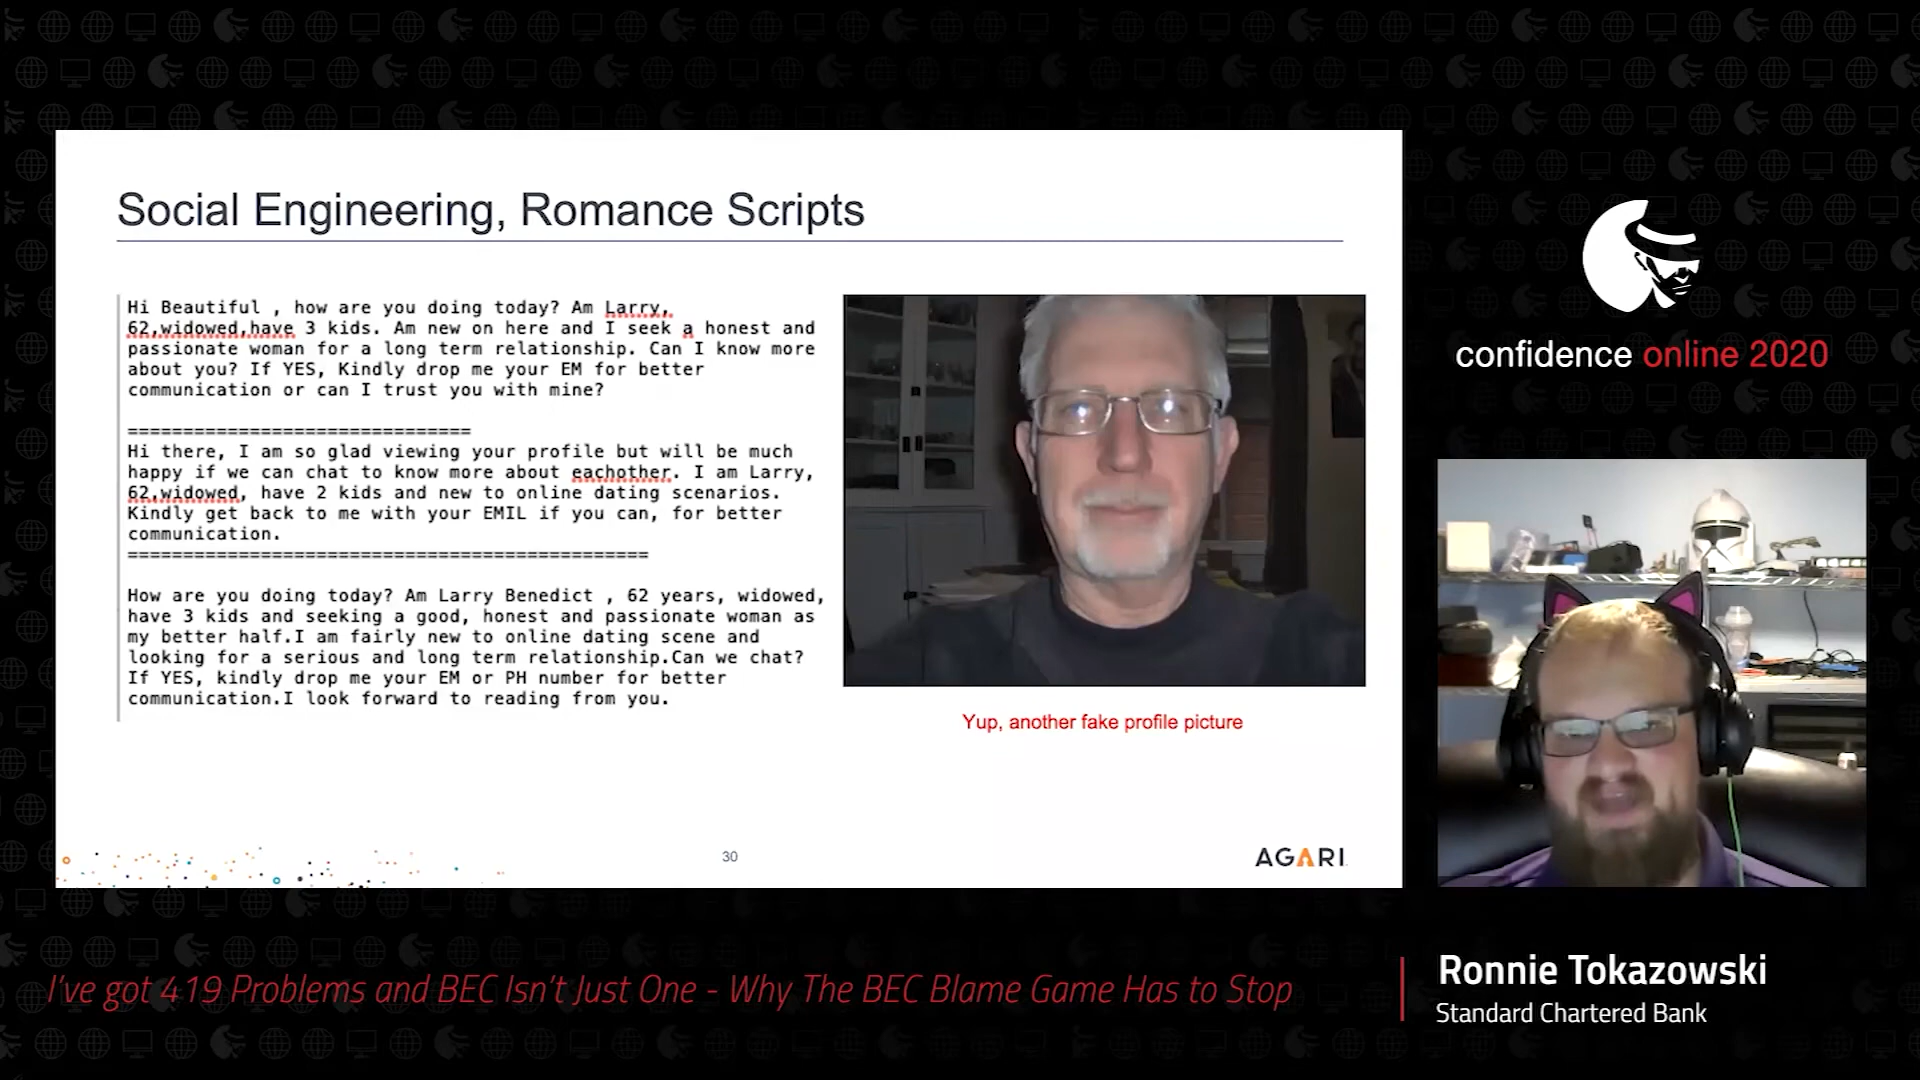 Social Engineering, Romance Scripts
Hi Beautiful , how are you doing today? Am Larry,
62,widowed,have 3 kids. Am new on here and I seek a honest and
passionate woman for a long term relationship. Can I know more
about you? If YES, Kindly drop me your EM for better
communication or can I trust you with mine?
===============================
Hi there, I am so glad viewing your profile but will be much
happy if we can chat to know more about eachother. I am Larry,
62,widowed, have 2 kids and new to online dating scenarios.
Kindly get back to me with your EMIL if you can, for better
communication.
===============================================
How are you doing today? Am Larry Benedict , 62 years, widowed,
have 3 kids and seeking a good, honest and passionate woman as
my better half.I am fairly new to online dating scene and
looking for a serious and long term relationship.Can we chat?
If YES, kindly drop me your EM or PH number for better
communication.I look forward to reading from you.
Yup, another fake profile picture
30
AGARI
confidence online 2020
I've got 4-19 Problems and BEC Isn't Just One - Why The BEC Blame Game Has to Stop
Ronnie Tokazowski
Standard Chartered Bank